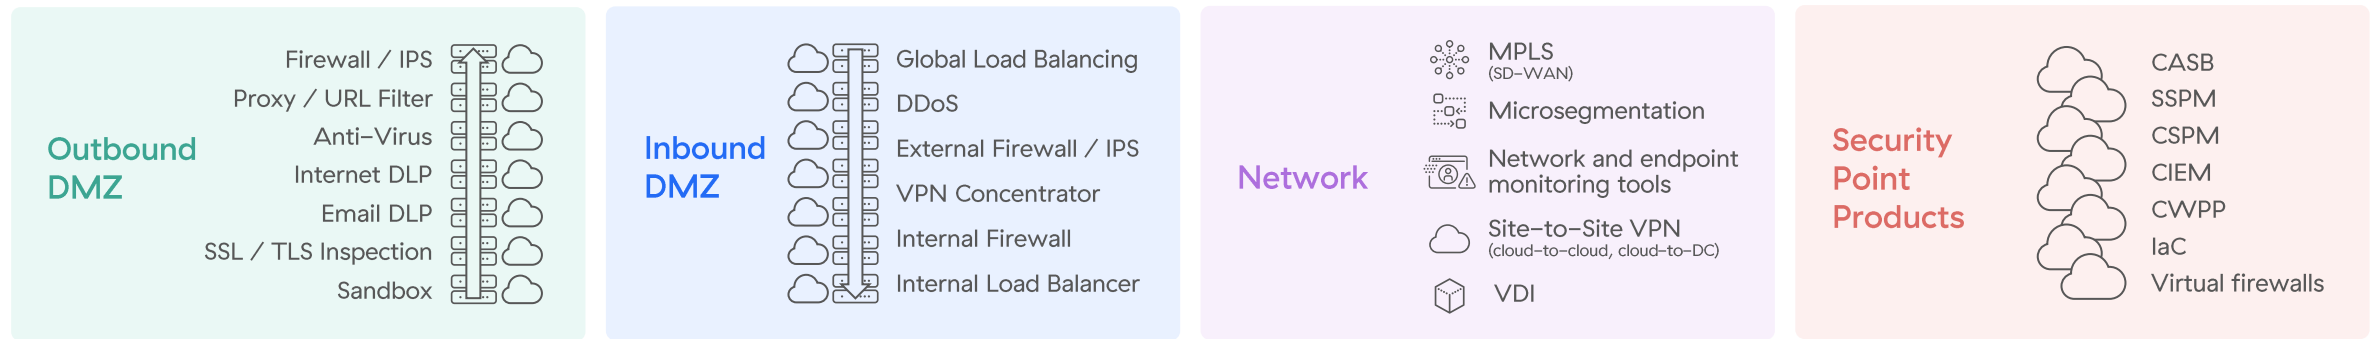 Outbound
DMZ
Firewall / IPS
Proxy / URL Filter
Anti-Virus
Internet DLP
Email DLP
SSL / TLS Inspection
Sandbox
Inbound
DMZ
Global Load Balancing
DDoS
External Firewall / IPS
VPN Concentrator
Internal Firewall
Internal Load Balancer
Network
MPLS
(SD-WAN)
Microsegmentation
Network and endpoint
monitoring tools
Site-to-Site VPN
(cloud-to-cloud, cloud-to-DC)
VDI
Security
Point
Products
CASB
SSPM
CSPM
CIEM
CWPP
IaC
Virtual firewalls